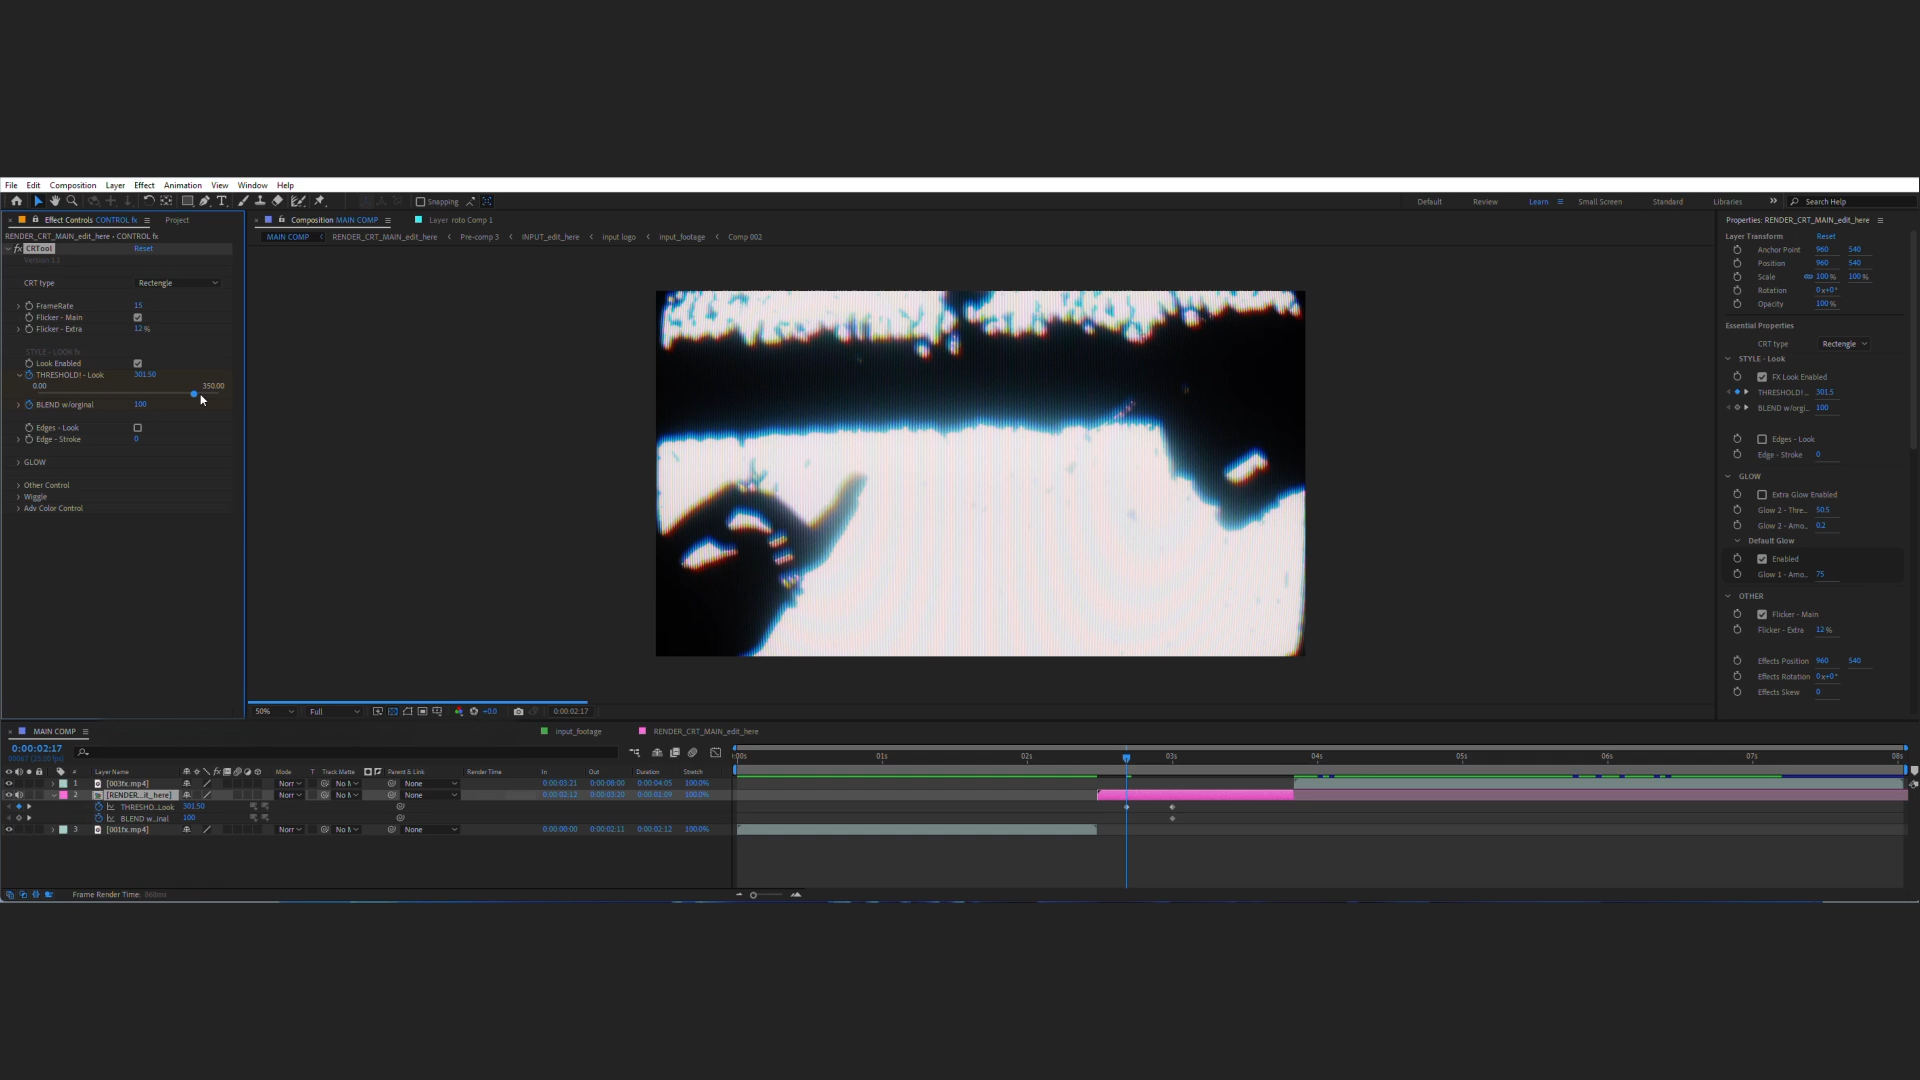 File Edit Composition Layer Effect Animation View Window Help
Snapping Default Review Learn Small Screen Standard Libraries Search Help
Effect Controls CONTROL fx Project
RENDER_CRT_MAIN_edit_here - CONTROL fx
fx CRTool Reset
Version 1.1
CRT type Rectangle
FrameRate 15
Flicker - Main
Flicker - Extra 12 %
STYLE - LOOK fx
Look Enabled
THRESHOLD! - Look 301.50
0.00 350.00
BLEND w/orginal 100
Edges - Look
Edge - Stroke 0
GLOW
Other Control
Wiggle
Adv Color Control
Composition MAIN COMP Layer roto Comp 1
MAIN COMP RENDER_CRT_MAIN_edit_here Pre-comp 3 INPUT_edit_here input logo input_footage Comp 002
50% Full +0.0 0:00:02:17
Properties: RENDER_CRT_MAIN_edit_here
Layer Transform Reset
Anchor Point 960 540
Position 960 540
Scale 100 % 100 %
Rotation 0x+0°
Opacity 100 %
Essential Properties
CRT type Rectangle
STYLE - Look
FX Look Enabled
THRESHOLD!... 301.5
BLEND w/orgi... 100
Edges - Look
Edge - Stroke 0
GLOW
Extra Glow Enabled
Glow 2 - Thre... 50.5
Glow 2 - Amo... 0.2
Default Glow
Enabled
Glow 1 - Amo... 75
OTHER
Flicker - Main
Flicker - Extra 12 %
Effects Position 960 540
Effects Rotation 0x+0°
Effects Skew 0
MAIN COMP input_footage RENDER_CRT_MAIN_edit_here
0:00:02:17
:00s 01s 02s 03s 04s 05s 06s 07s 08s
# Layer Name Mode T Track Matte Parent & Link Render Time In Out Duration Stretch
1 [003fx.mp4] Norr No M None 0:00:03:21 0:00:08:00 0:00:04:05 100.0%
2 [RENDER...it_here] Norr No M None 0:00:02:12 0:00:03:20 0:00:01:09 100.0%
THRESHO...Look 301.50
BLEND w...inal 100
3 [001fx.mp4] Norr No M None 0:00:00:00 0:00:02:11 0:00:02:12 100.0%
Frame Render Time: